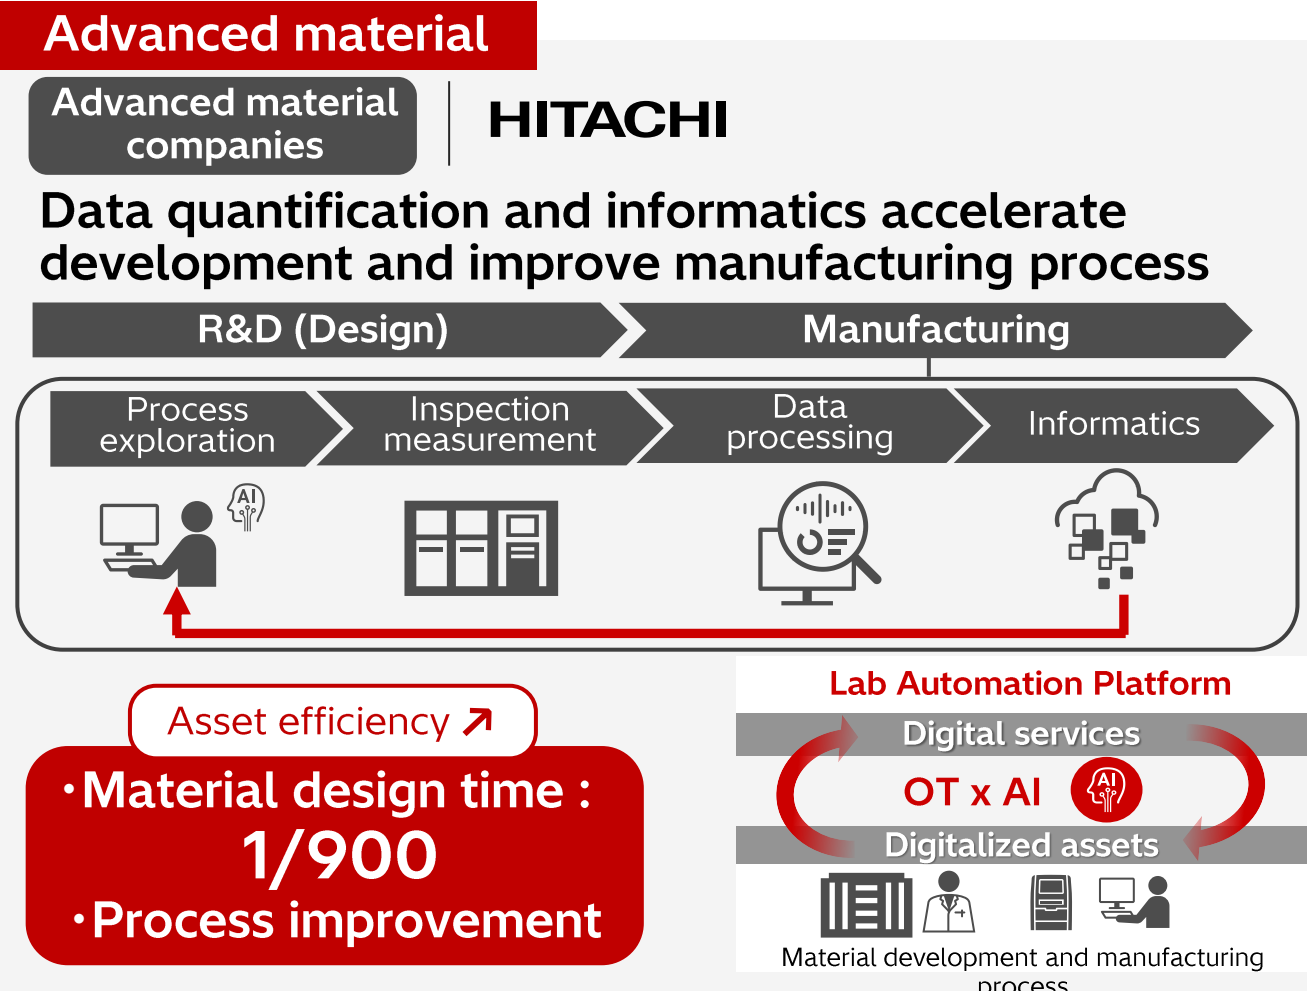 Advanced material
Advanced material
companies
HITACHI
Data quantification and informatics accelerate
development and improve manufacturing process
R&D (Design)
Manufacturing
Process
exploration
Inspection
measurement
Data
processing
Informatics
AI
Asset efficiency
・Material design time :
1/900
・Process improvement
Lab Automation Platform
Digital services
OT x AI
AI
Digitalized assets
Material development and manufacturing
process